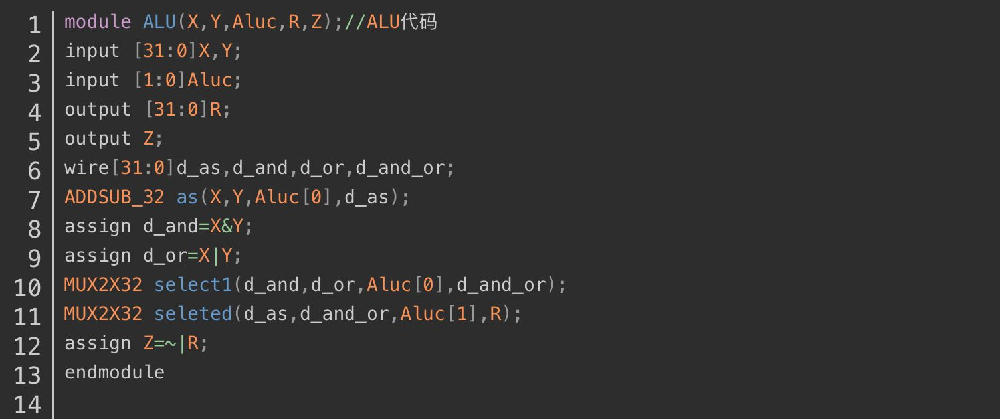 1 module ALU(X,Y,Aluc,R,Z);//ALU代码
2 input [31:0]X,Y;
3 input [1:0]Aluc;
4 output [31:0]R;
5 output Z;
6 wire[31:0]d_as,d_and,d_or,d_and_or;
7 ADDSUB_32 as(X,Y,Aluc[0],d_as);
8 assign d_and=X&Y;
9 assign d_or=X|Y;
10 MUX2X32 select1(d_and,d_or,Aluc[0],d_and_or);
11 MUX2X32 seleted(d_as,d_and_or,Aluc[1],R);
12 assign Z=~|R;
13 endmodule
14